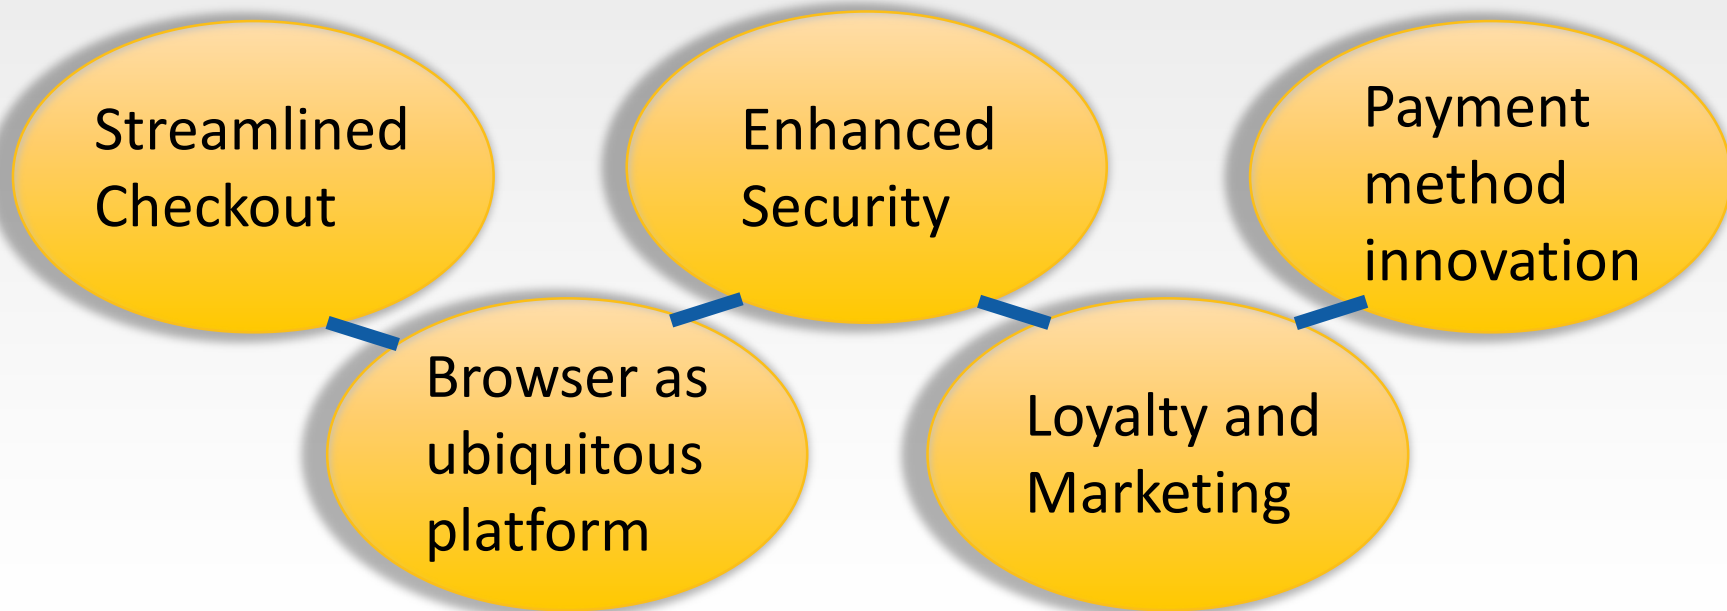 Streamlined
Checkout
Browser as
ubiquitous
platform
Enhanced
Security
Loyalty and
Marketing
Payment
method
innovation